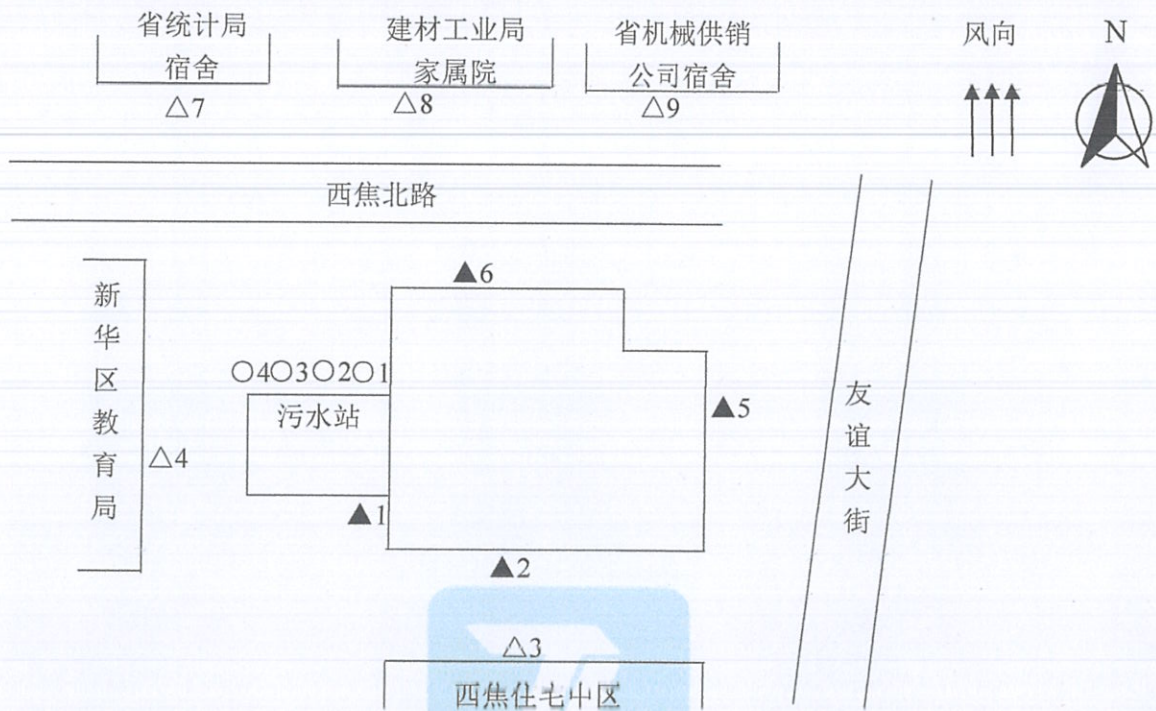 省统计局
宿舍
△7
建材工业局
家属院
△8
省机械供销
公司宿舍
△9
风向
N
西焦北路
新华区教育局
△4
▲6
○4○3○2○1
污水站
▲1
▲5
▲2
友谊大街
△3
西焦住宅中区